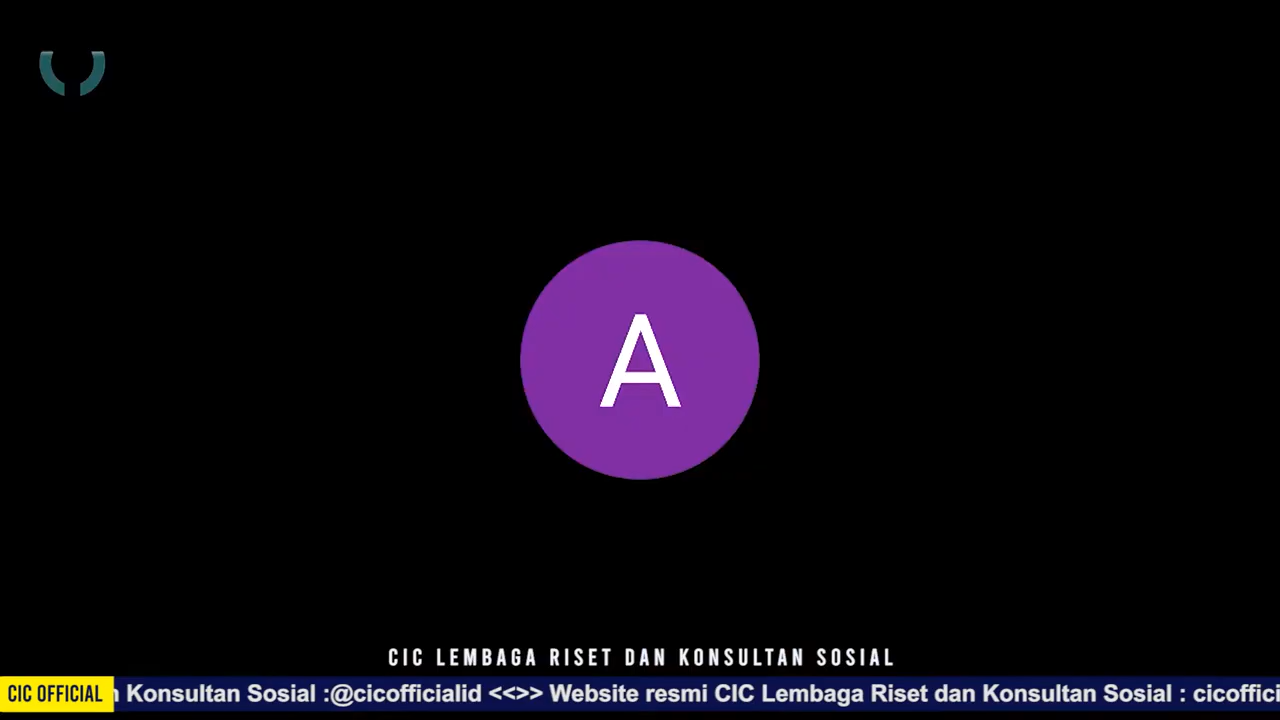 A
CIC LEMBAGA RISET DAN KONSULTAN SOSIAL
CIC OFFICIAL
Konsultan Sosial :@cicofficialid <<>> Website resmi CIC Lembaga Riset dan Konsultan Sosial :